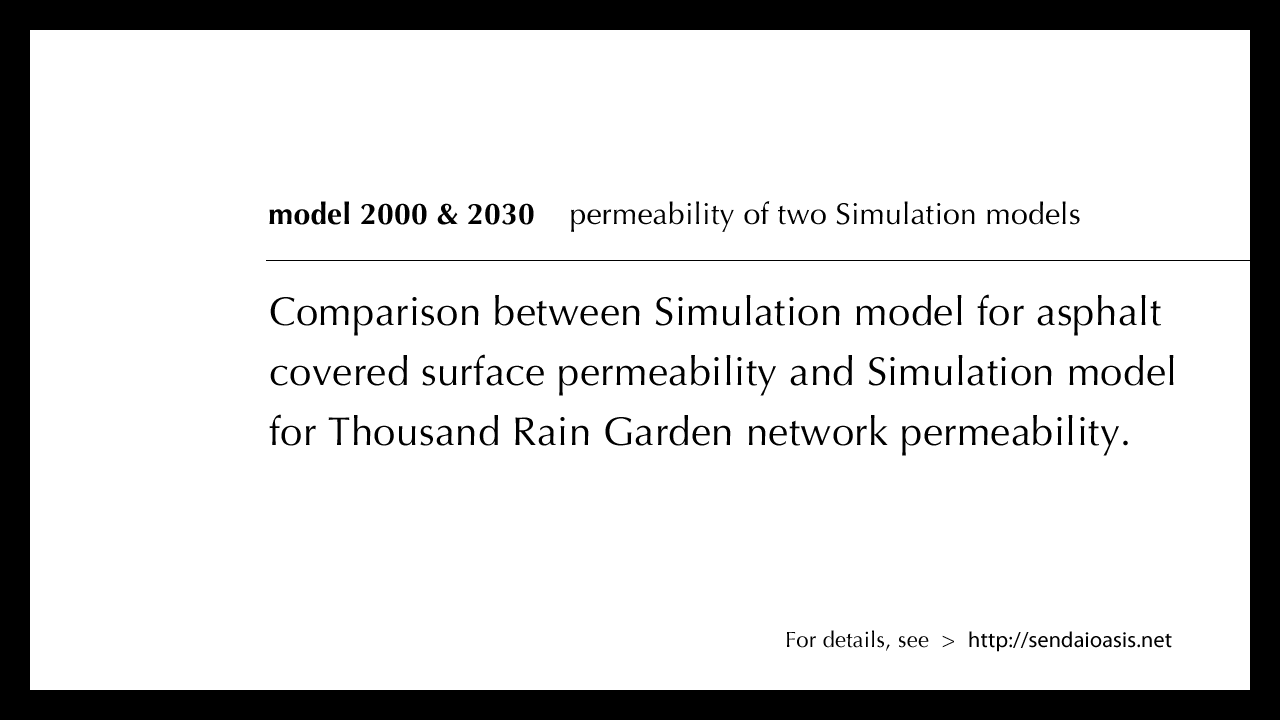 model 2000 & 2030 permeability of two Simulation models
Comparison between Simulation model for asphalt
covered surface permeability and Simulation model
for Thousand Rain Garden network permeability.
For details, see > http://sendaioasis.net